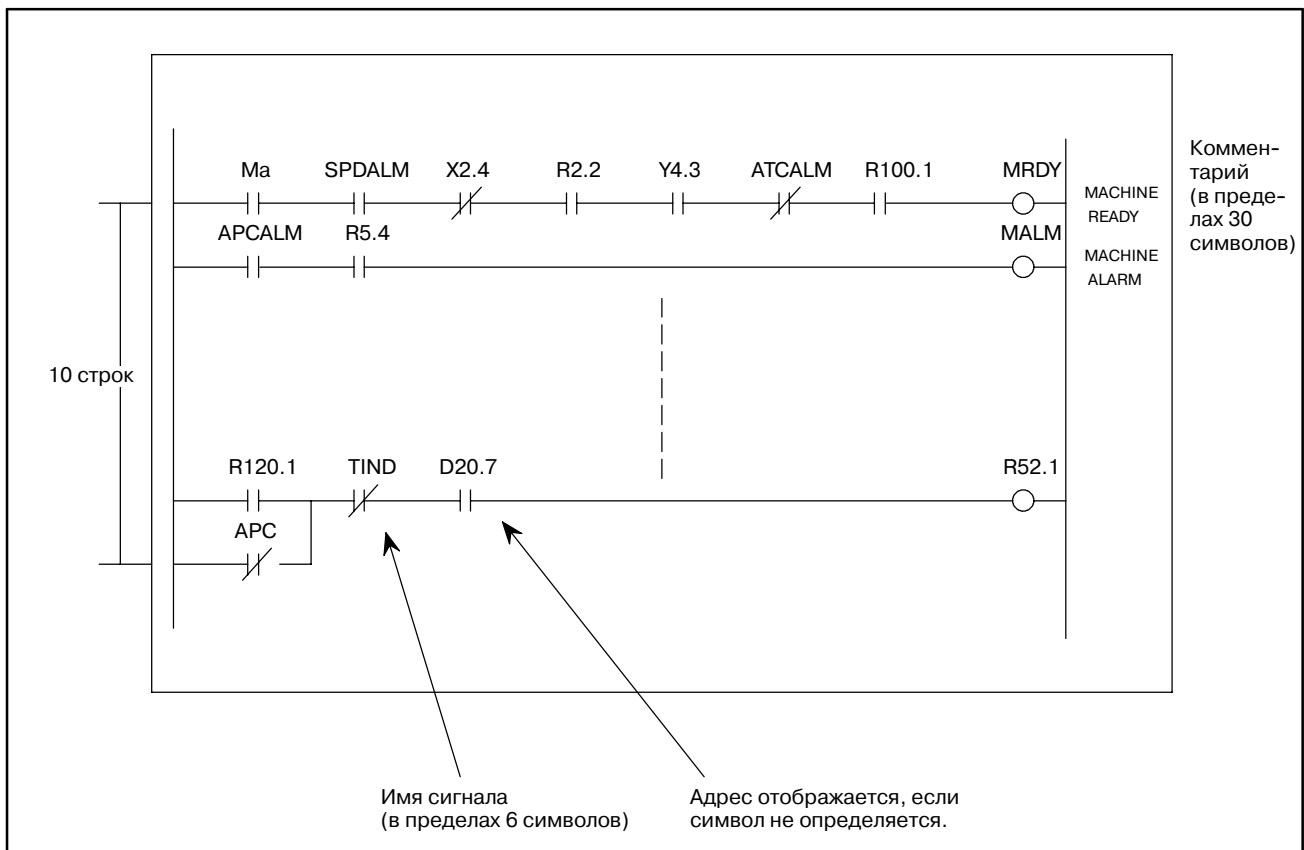 Ma SPDALM X2.4 R2.2 Y4.3 ATCALM R100.1 MRDY
MACHINE
READY
Коммен-
тарий
(в преде-
лах 30
символов)
APCALM R5.4 MALM
MACHINE
ALARM
10 строк
R120.1 TIND D20.7 R52.1
APC
Имя сигнала
(в пределах 6 символов)
Адрес отображается, если
символ не определяется.